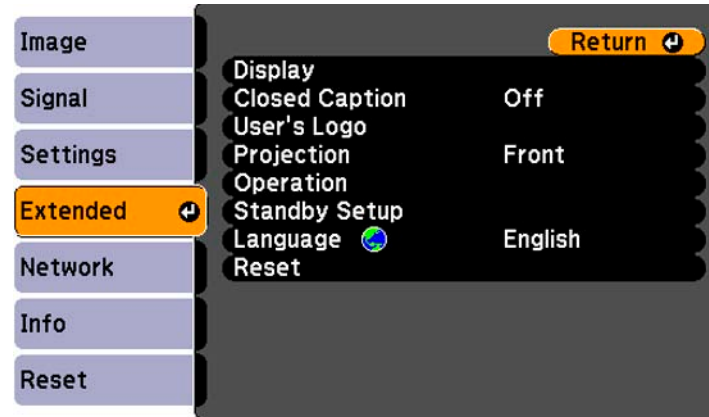 Image
Signal
Settings
Extended
Network
Info
Reset
Return
Display
Closed Caption Off
User's Logo
Projection Front
Operation
Standby Setup
Language English
Reset